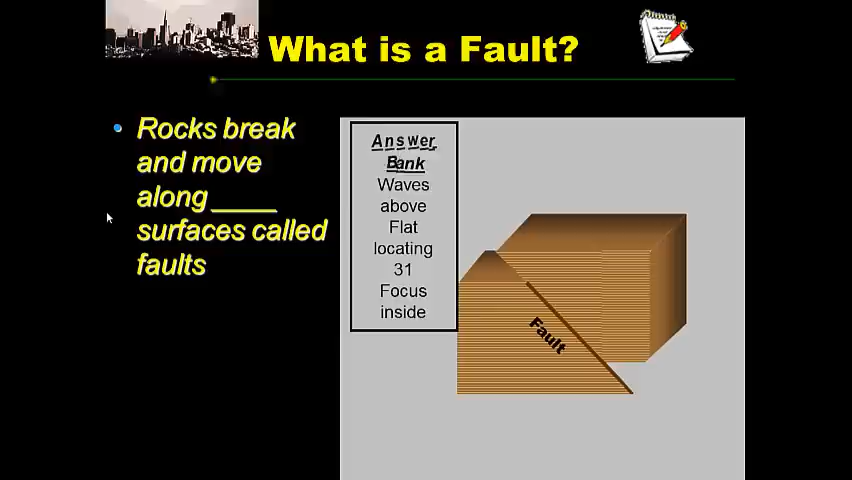 What is a Fault?
• Rocks break
and move
along ____
surfaces called
faults
Answer
Bank
Waves
above
Flat
locating
31
Focus
inside
Fault